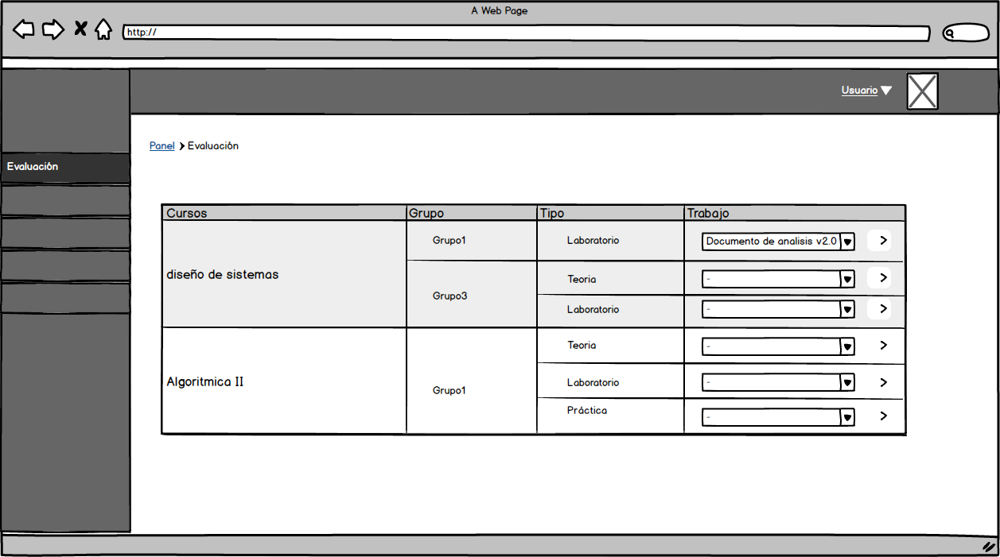 A Web Page
http://
Usuario
Panel Evaluación
Evaluación
Cursos Grupo Tipo Trabajo
diseño de sistemas
Grupo1 Laboratorio Documento de analisis v2.0 >
Grupo3
Teoria - >
Laboratorio - >
Algoritmica II
Grupo1
Teoria - >
Laboratorio - >
Práctica - >